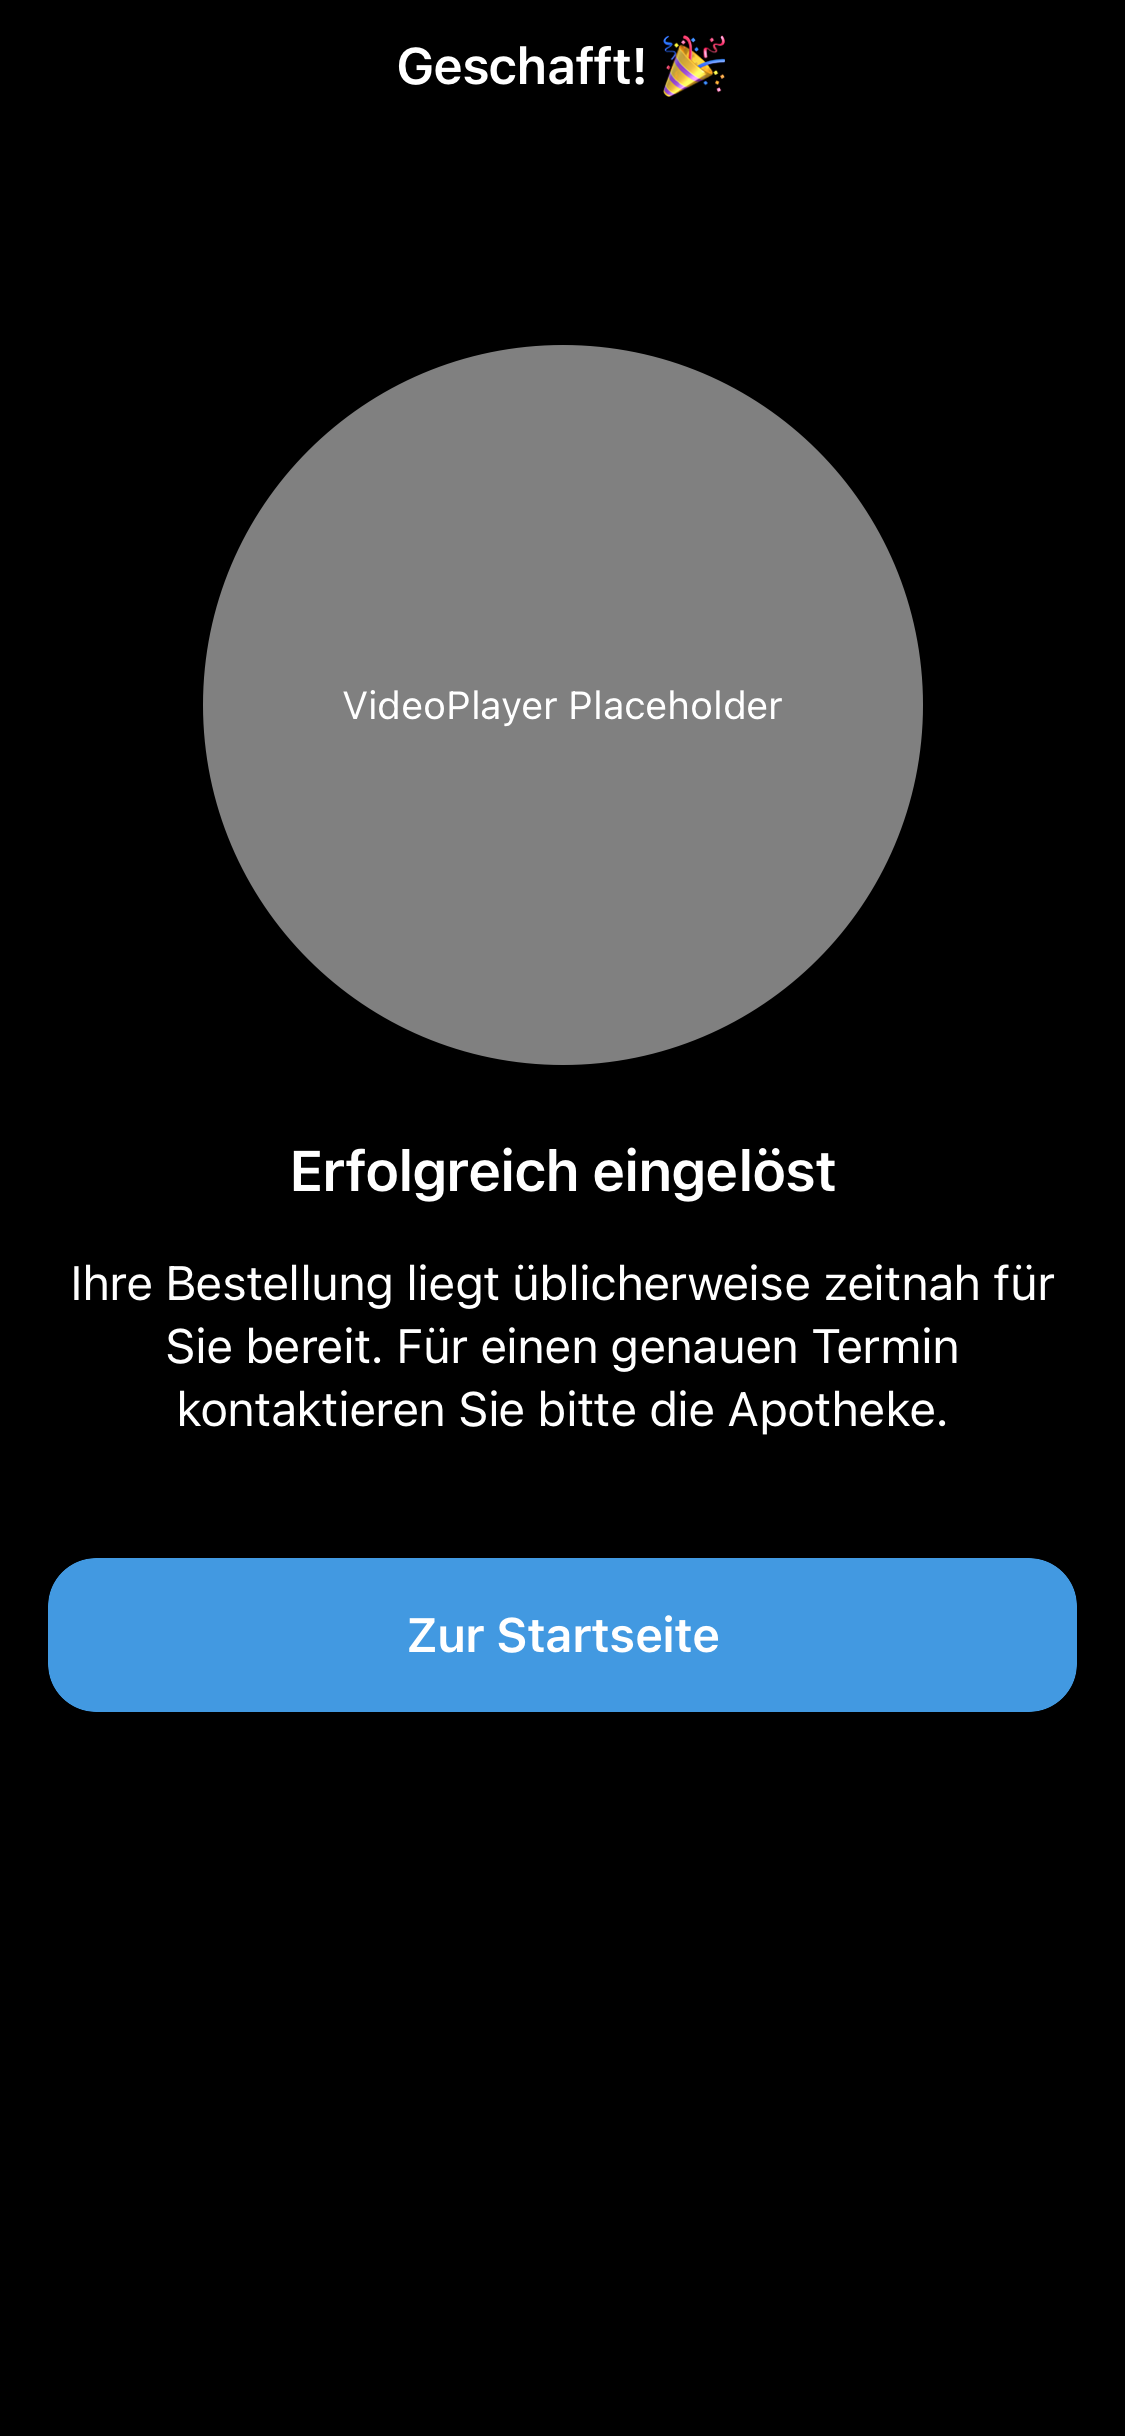 Geschafft! 🎉
VideoPlayer Placeholder
Erfolgreich eingelöst
Ihre Bestellung liegt üblicherweise zeitnah für
Sie bereit. Für einen genauen Termin
kontaktieren Sie bitte die Apotheke.
Zur Startseite